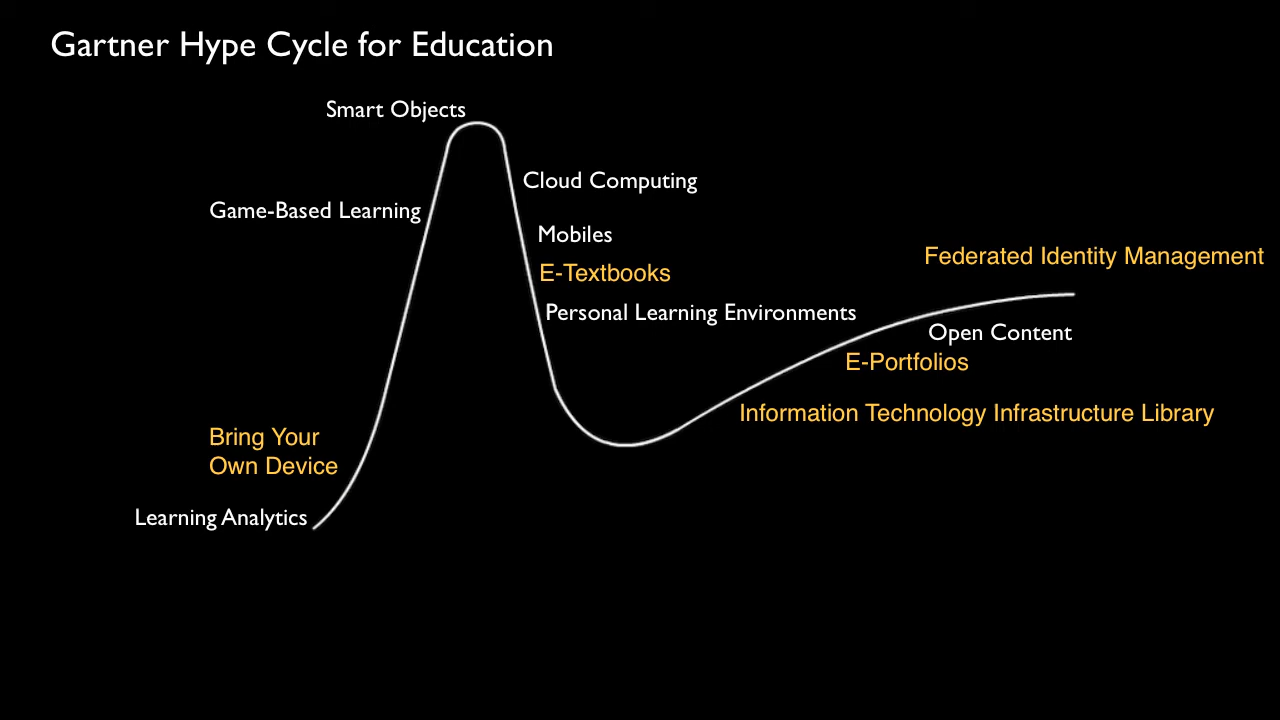 Gartner Hype Cycle for Education
Smart Objects
Cloud Computing
Game-Based Learning
Mobiles
Federated Identity Management
E-Textbooks
Personal Learning Environments
Open Content
E-Portfolios
Information Technology Infrastructure Library
Bring Your
Own Device
Learning Analytics